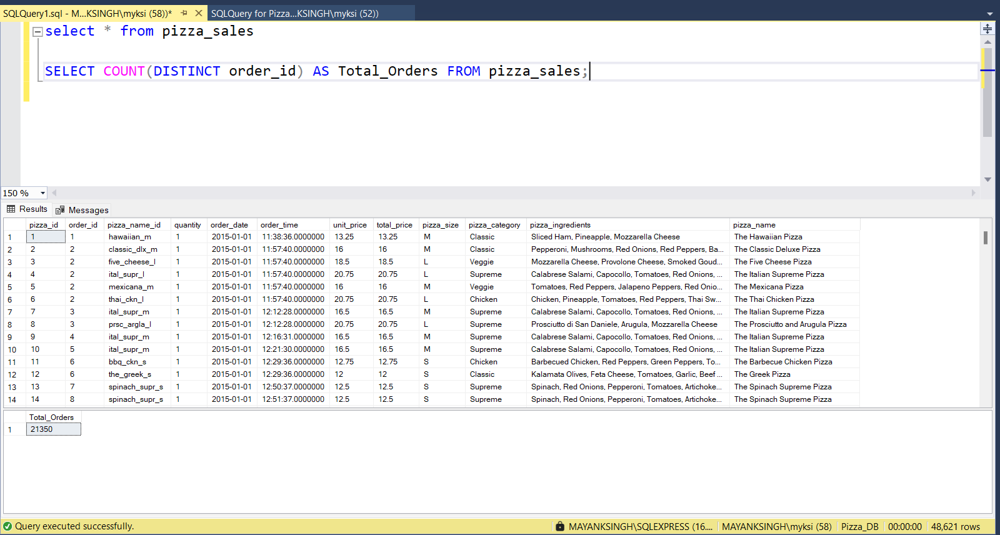 SQLQuery1.sql - M...KSINGH\myksi (58))* SQLQuery for Pizza...KSINGH\myksi (52))
select * from pizza_sales
SELECT COUNT(DISTINCT order_id) AS Total_Orders FROM pizza_sales;
150 %
Results Messages
pizza_id order_id pizza_name_id quantity order_date order_time unit_price total_price pizza_size pizza_category pizza_ingredients pizza_name
1 1 1 hawaiian_m 1 2015-01-01 11:38:36.0000000 13.25 13.25 M Classic Sliced Ham, Pineapple, Mozzarella Cheese The Hawaiian Pizza
2 2 2 classic_dlx_m 1 2015-01-01 11:57:40.0000000 16 16 M Classic Pepperoni, Mushrooms, Red Onions, Red Peppers, Ba... The Classic Deluxe Pizza
3 3 2 five_cheese_l 1 2015-01-01 11:57:40.0000000 18.5 18.5 L Veggie Mozzarella Cheese, Provolone Cheese, Smoked Goud... The Five Cheese Pizza
4 4 2 ital_supr_l 1 2015-01-01 11:57:40.0000000 20.75 20.75 L Supreme Calabrese Salami, Capocollo, Tomatoes, Red Onions, ... The Italian Supreme Pizza
5 5 2 mexicana_m 1 2015-01-01 11:57:40.0000000 16 16 M Veggie Tomatoes, Red Peppers, Jalapeno Peppers, Red Onio... The Mexicana Pizza
6 6 2 thai_ckn_l 1 2015-01-01 11:57:40.0000000 20.75 20.75 L Chicken Chicken, Pineapple, Tomatoes, Red Peppers, Thai Sw... The Thai Chicken Pizza
7 7 3 ital_supr_m 1 2015-01-01 12:12:28.0000000 16.5 16.5 M Supreme Calabrese Salami, Capocollo, Tomatoes, Red Onions, ... The Italian Supreme Pizza
8 8 3 prsc_argla_l 1 2015-01-01 12:12:28.0000000 20.75 20.75 L Supreme Prosciutto di San Daniele, Arugula, Mozzarella Cheese The Prosciutto and Arugula Pizza
9 9 4 ital_supr_m 1 2015-01-01 12:16:31.0000000 16.5 16.5 M Supreme Calabrese Salami, Capocollo, Tomatoes, Red Onions, ... The Italian Supreme Pizza
10 10 5 ital_supr_m 1 2015-01-01 12:21:30.0000000 16.5 16.5 M Supreme Calabrese Salami, Capocollo, Tomatoes, Red Onions, ... The Italian Supreme Pizza
11 11 6 bbq_ckn_s 1 2015-01-01 12:29:36.0000000 12.75 12.75 S Chicken Barbecued Chicken, Red Peppers, Green Peppers, To... The Barbecue Chicken Pizza
12 12 6 the_greek_s 1 2015-01-01 12:29:36.0000000 12 12 S Classic Kalamata Olives, Feta Cheese, Tomatoes, Garlic, Beef ... The Greek Pizza
13 13 7 spinach_supr_s 1 2015-01-01 12:50:37.0000000 12.5 12.5 S Supreme Spinach, Red Onions, Pepperoni, Tomatoes, Artichoke... The Spinach Supreme Pizza
14 14 8 spinach_supr_s 1 2015-01-01 12:51:37.0000000 12.5 12.5 S Supreme Spinach, Red Onions, Pepperoni, Tomatoes, Artichoke... The Spinach Supreme Pizza
Total_Orders
1 21350
Query executed successfully. MAYANKSINGH\SQLEXPRESS (16.... MAYANKSINGH\myksi (58) Pizza_DB 00:00:00 48,621 rows